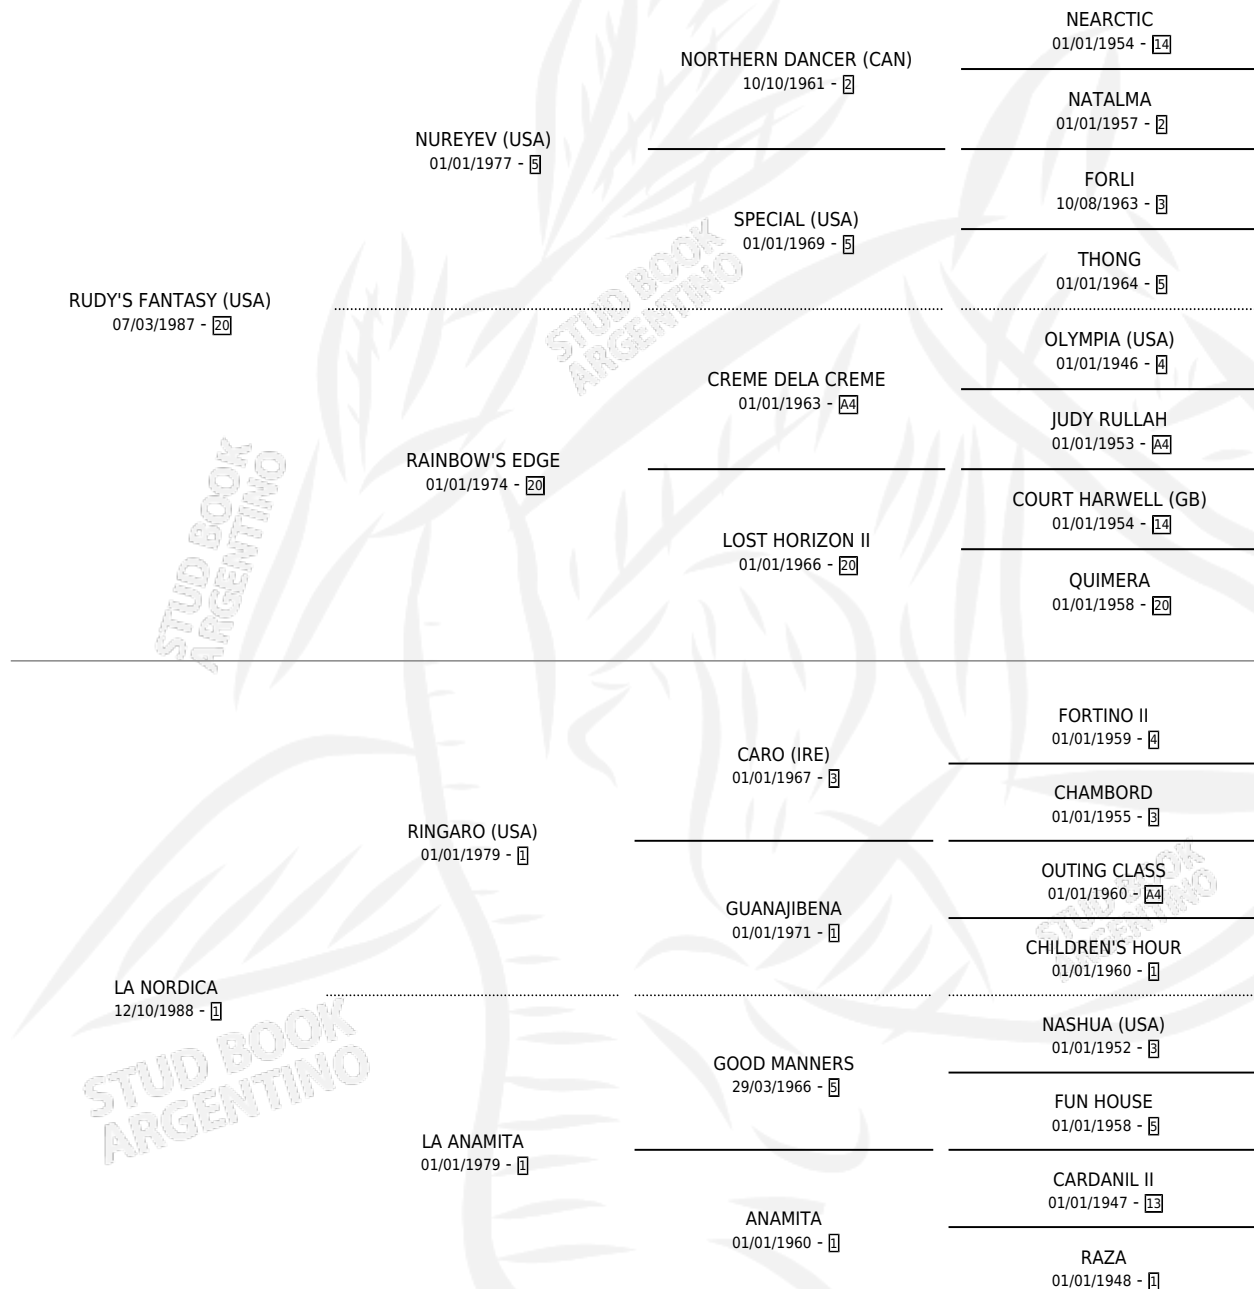 NEARCTIC
01/01/1954 - 14
NORTHERN DANCER (CAN)
10/10/1961 - 2
NATALMA
01/01/1957 - 2
NUREYEV (USA)
01/01/1977 - 5
FORLI
10/08/1963 - 3
SPECIAL (USA)
01/01/1969 - 5
THONG
01/01/1964 - 5
RUDY'S FANTASY (USA)
07/03/1987 - 20
STUD BOOK
ARGENTINO
OLYMPIA (USA)
01/01/1946 - 4
CREME DELA CREME
01/01/1963 - A4
JUDY RULLAH
01/01/1953 - A4
RAINBOW'S EDGE
01/01/1974 - 20
COURT HARWELL (GB)
01/01/1954 - 14
LOST HORIZON II
01/01/1966 - 20
QUIMERA
01/01/1958 - 20
STUD BOOK
ARGENTINO
FORTINO II
01/01/1959 - 4
CARO (IRE)
01/01/1967 - 3
CHAMBORD
01/01/1955 - 3
RINGARO (USA)
01/01/1979 - 1
OUTING CLASS
01/01/1960 - A4
GUANAJIBENA
01/01/1971 - 1
CHILDREN'S HOUR
01/01/1960 - 1
STUD BOOK
ARGENTINO
LA NORDICA
12/10/1988 - 1
NASHUA (USA)
01/01/1952 - 3
GOOD MANNERS
29/03/1966 - 5
FUN HOUSE
01/01/1958 - 5
STUD BOOK
ARGENTINO
LA ANAMITA
01/01/1979 - 1
CARDANIL II
01/01/1947 - 13
ANAMITA
01/01/1960 - 1
RAZA
01/01/1948 - 1